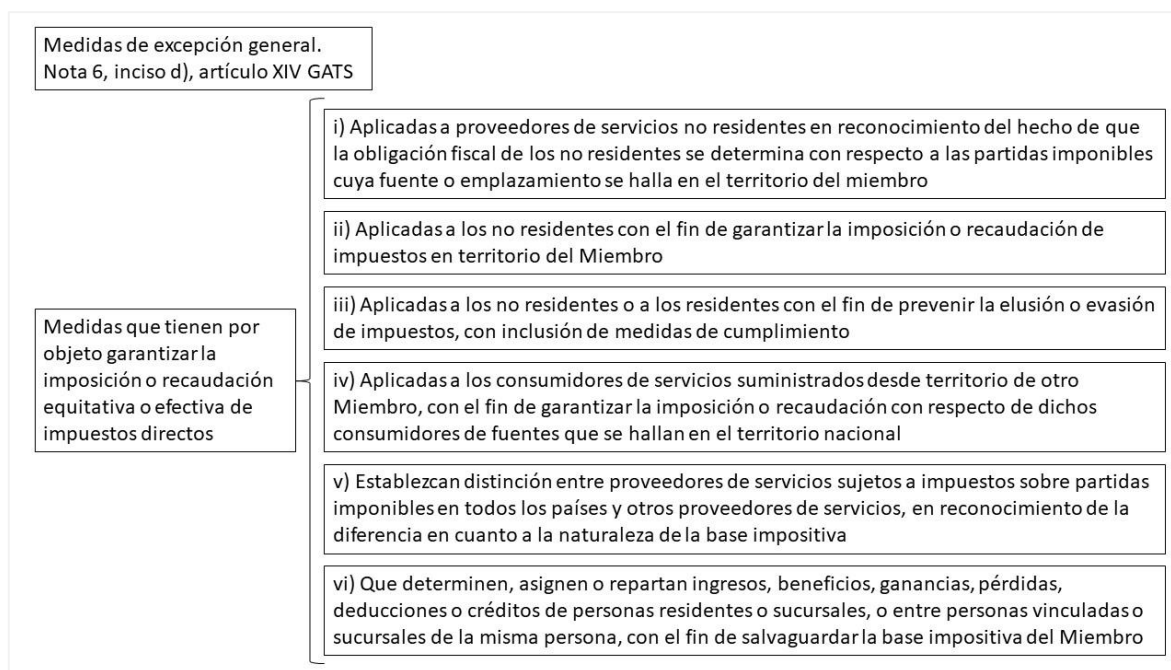 Medidas de excepción general.
Nota 6, inciso d), artículo XIV GATS
Medidas que tienen por
objeto garantizar la
imposición o recaudación
equitativa o efectiva de
impuestos directos
i) Aplicadas a proveedores de servicios no residentes en reconocimiento del hecho de que
la obligación fiscal de los no residentes se determina con respecto a las partidas imponibles
cuya fuente o emplazamiento se halla en el territorio del miembro
ii) Aplicadas a los no residentes con el fin de garantizar la imposición o recaudación de
impuestos en territorio del Miembro
iii) Aplicadas a los no residentes o a los residentes con el fin de prevenir la elusión o evasión
de impuestos, con inclusión de medidas de cumplimiento
iv) Aplicadas a los consumidores de servicios suministrados desde territorio de otro
Miembro, con el fin de garantizar la imposición o recaudación con respecto de dichos
consumidores de fuentes que se hallan en el territorio nacional
v) Establezcan distinción entre proveedores de servicios sujetos a impuestos sobre partidas
imponibles en todos los países y otros proveedores de servicios, en reconocimiento de la
diferencia en cuanto a la naturaleza de la base impositiva
vi) Que determinen, asignen o repartan ingresos, beneficios, ganancias, pérdidas,
deducciones o créditos de personas residentes o sucursales, o entre personas vinculadas o
sucursales de la misma persona, con el fin de salvaguardar la base impositiva del Miembro